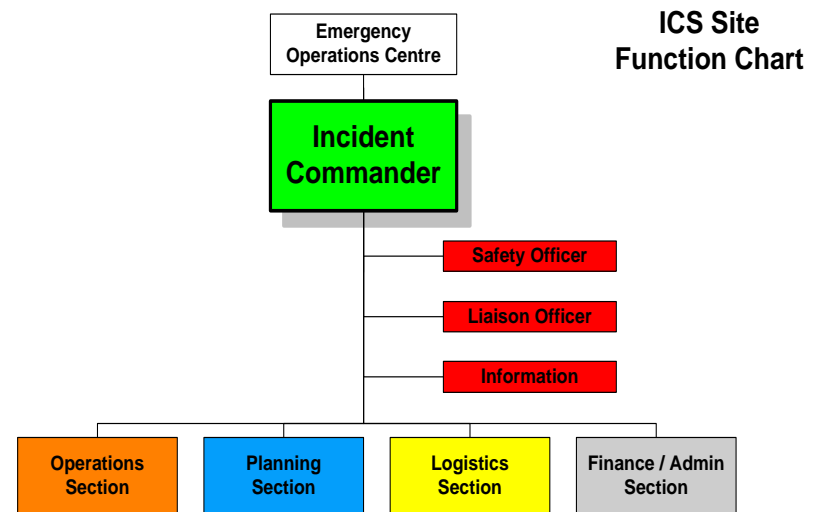 ICS Site
Function Chart
Emergency
Operations Centre
Incident
Commander
Safety Officer
Liaison Officer
Information
Operations
Section
Planning
Section
Logistics
Section
Finance / Admin
Section